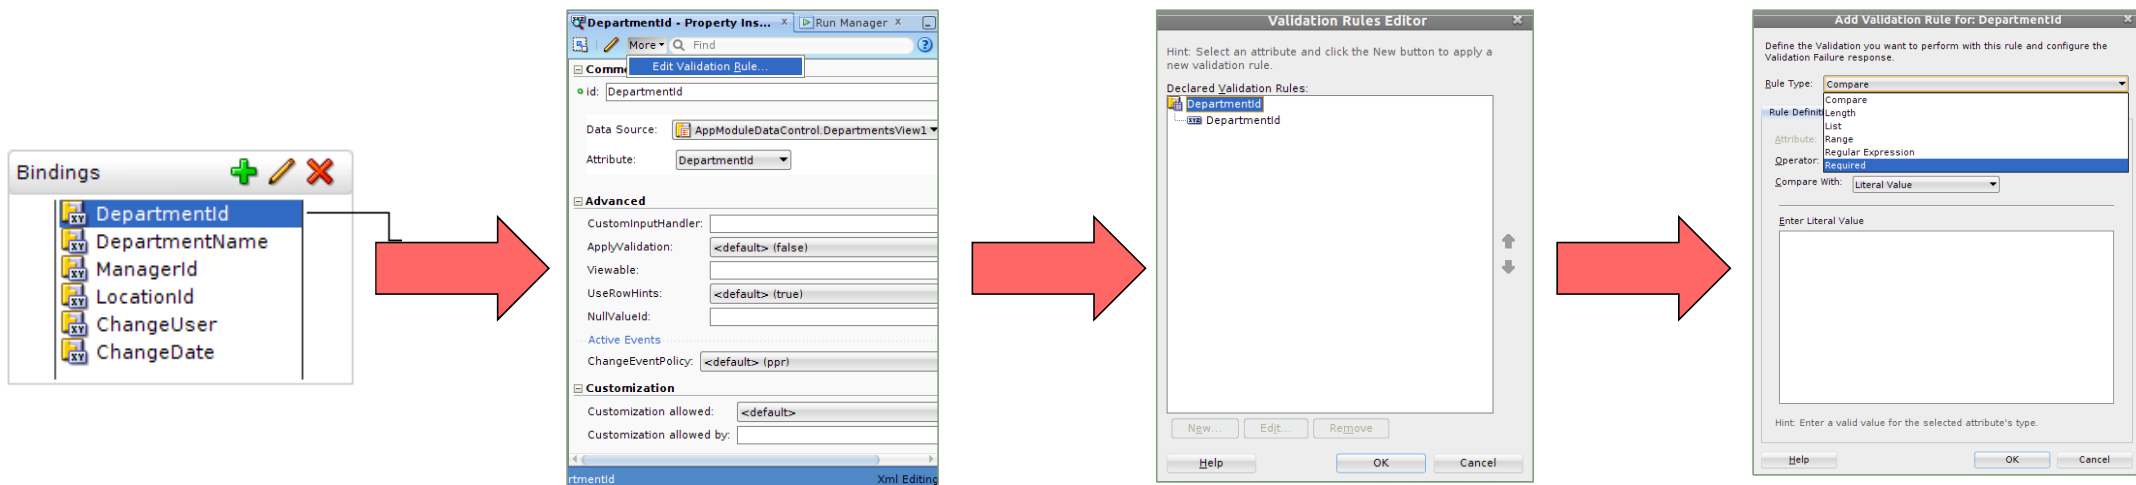 Bindings
DepartmentId
DepartmentName
ManagerId
LocationId
ChangeUser
ChangeDate
DepartmentId - Property Ins... x Run Manager x
More Find
Edit Validation Rule...
Comm
id: DepartmentId
Data Source: AppModuleDataControl.DepartmentsView1
Attribute: DepartmentId
Advanced
CustomInputHandler:
ApplyValidation: <default> (false)
Viewable:
UseRowHints: <default> (true)
NullValueId:
Active Events
ChangeEventPolicy: <default> (ppr)
Customization
Customization allowed: <default>
Customization allowed by:
rtmentId Xml Editing
Validation Rules Editor
Hint: Select an attribute and click the New button to apply a
new validation rule.
Declared Validation Rules:
DepartmentId
DepartmentId
New... Edit... Remove
Help OK Cancel
Add Validation Rule for: DepartmentId
Define the Validation you want to perform with this rule and configure the
Validation Failure response.
Rule Type: Compare
Compare
Rule Definiti Length
List
Attribute: Range
Regular Expression
Operator: Required
Compare With: Literal Value
Enter Literal Value
Hint: Enter a valid value for the selected attribute's type.
Help OK Cancel